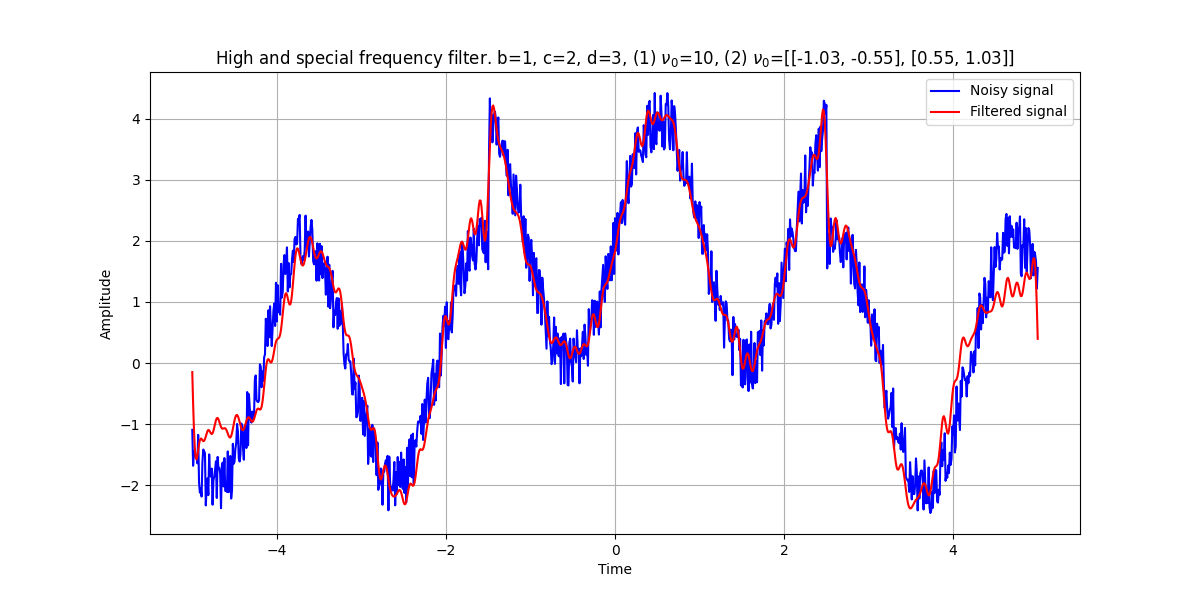 High and special frequency filter. b=1, c=2, d=3, (1) ν₀=10, (2) ν₀=[[-1.03, -0.55], [0.55, 1.03]]
Noisy signal
Filtered signal
Amplitude
4
3
2
1
0
−1
−2
−4
−2
0
2
4
Time